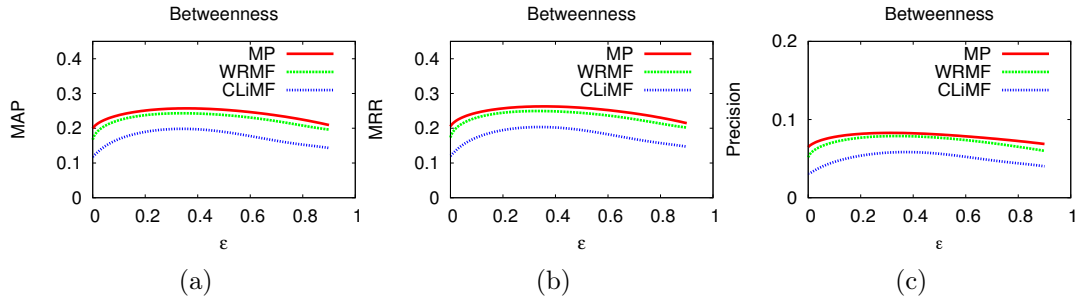 Betweenness
0.4
0.3
0.2
0.1
0
MAP
MP
WRMF
CLiMF
0 0.2 0.4 0.6 0.8 1
ε
(a)
Betweenness
0.4
0.3
0.2
0.1
0
MRR
MP
WRMF
CLiMF
0 0.2 0.4 0.6 0.8 1
ε
(b)
Betweenness
0.2
0.1
0
Precision
MP
WRMF
CLiMF
0 0.2 0.4 0.6 0.8 1
ε
(c)